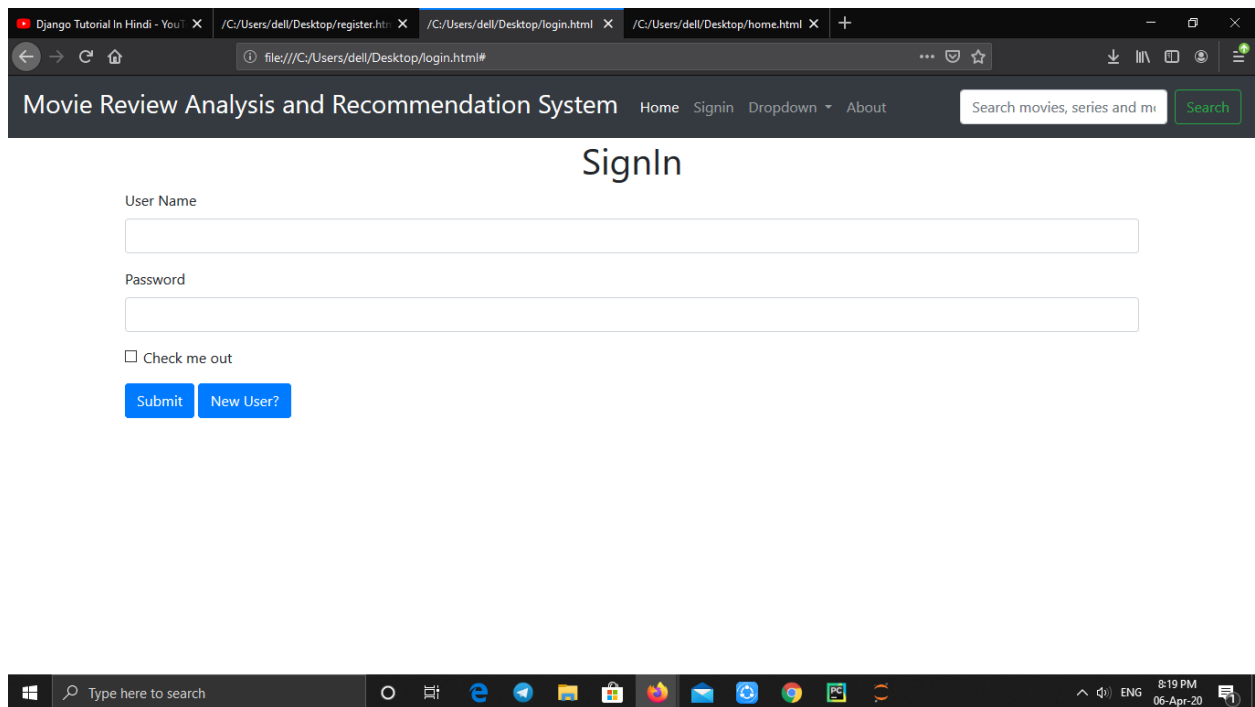 Django Tutorial In Hindi - YouT
/C:/Users/dell/Desktop/register.htm
/C:/Users/dell/Desktop/login.html
/C:/Users/dell/Desktop/home.html
file:///C:/Users/dell/Desktop/login.html#
Movie Review Analysis and Recommendation System Home Signin Dropdown About Search movies, series and mo Search
SignIn
User Name
Password
Check me out
Submit New User?
Type here to search PC ENG 8:19 PM
06-Apr-20 1